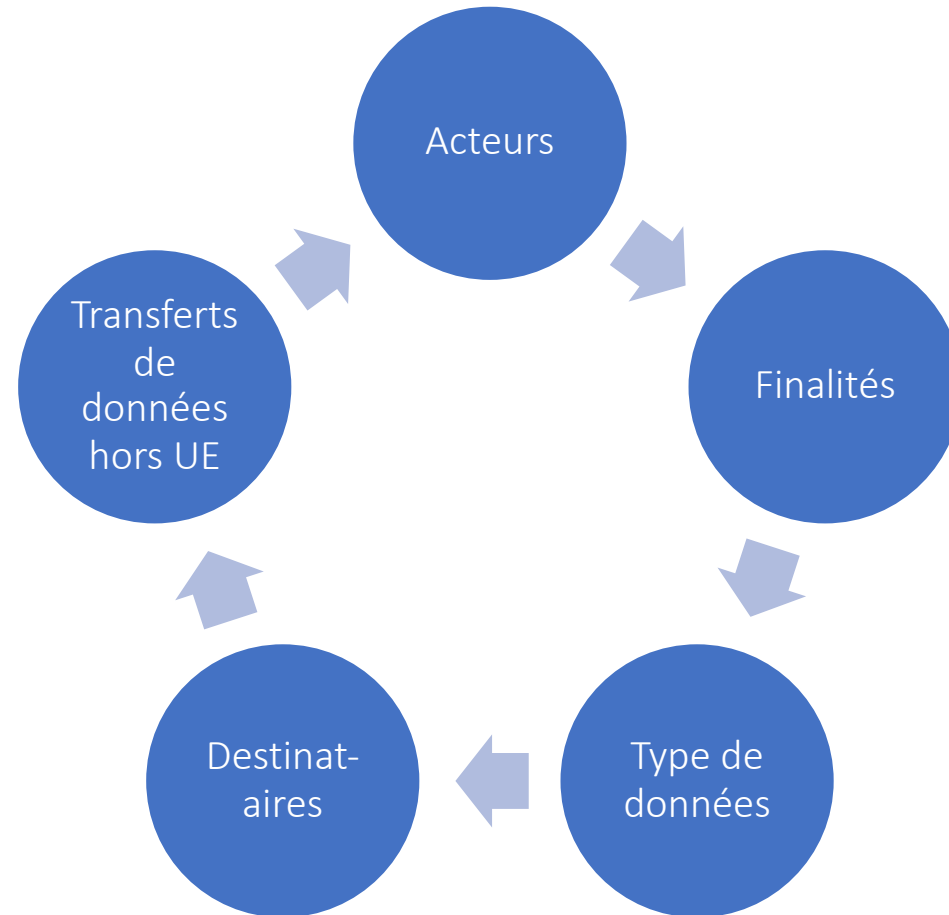 Acteurs
Finalités
Type de
données
Destinat-
aires
Transferts
de
données
hors UE